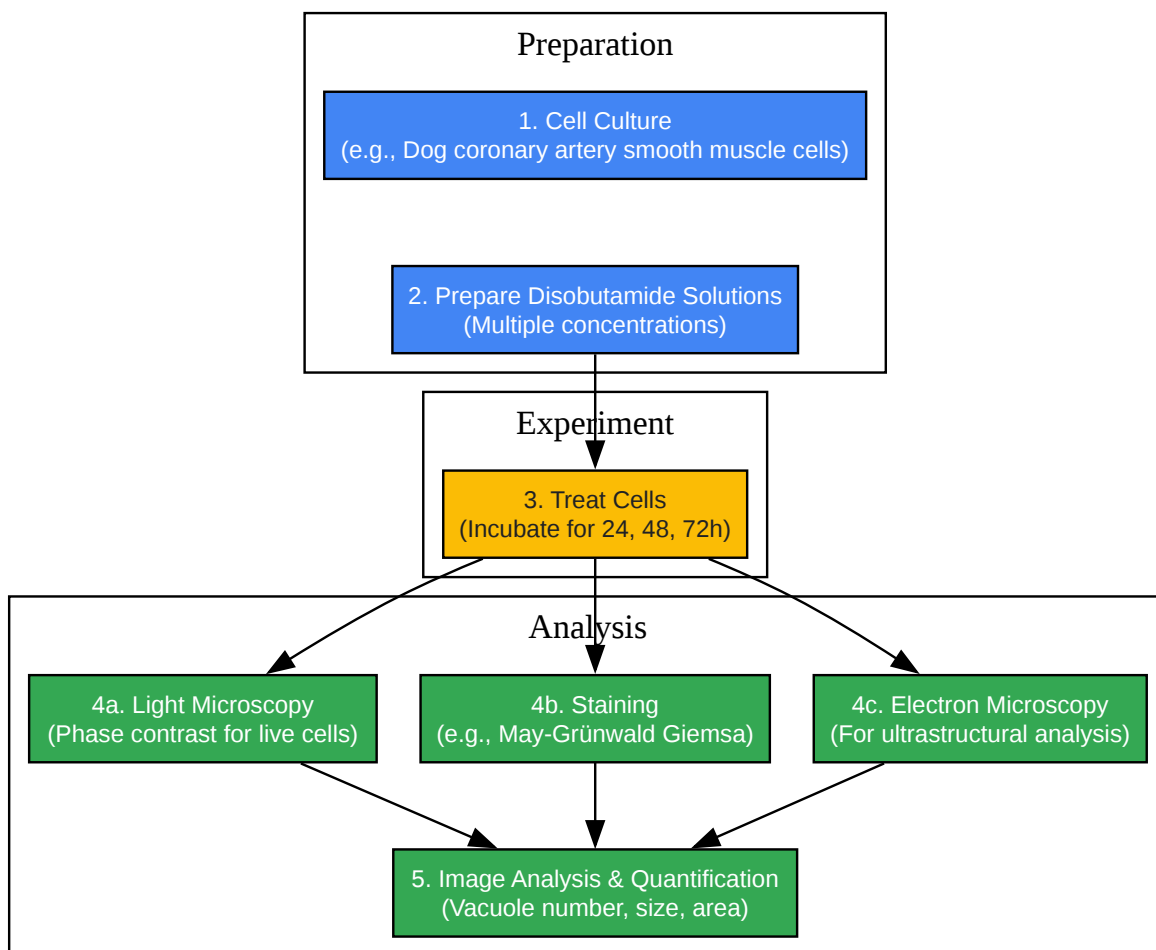 Preparation
1. Cell Culture
(e.g., Dog coronary artery smooth muscle cells)
2. Prepare Disobutamide Solutions
(Multiple concentrations)
Experiment
3. Treat Cells
(Incubate for 24, 48, 72h)
Analysis
4a. Light Microscopy
(Phase contrast for live cells)
4b. Staining
(e.g., May-Grünwald Giemsa)
4c. Electron Microscopy
(For ultrastructural analysis)
5. Image Analysis & Quantification
(Vacuole number, size, area)